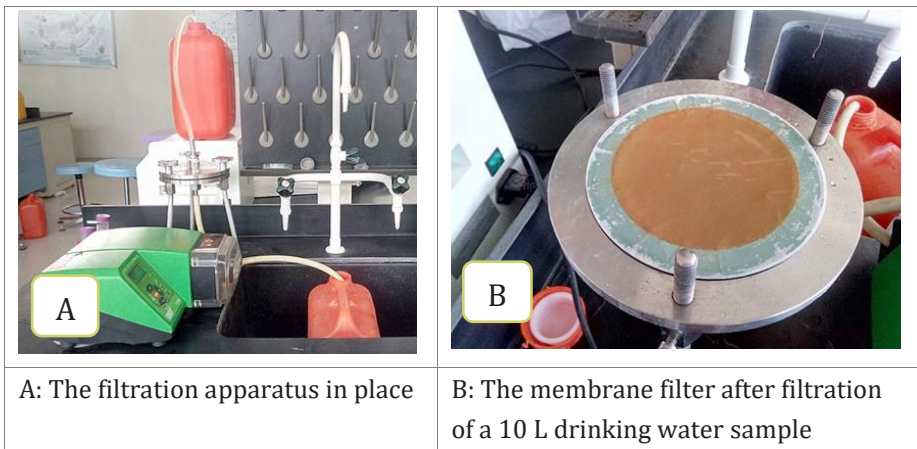 A
B
A: The filtration apparatus in place
B: The membrane filter after filtration
of a 10 L drinking water sample